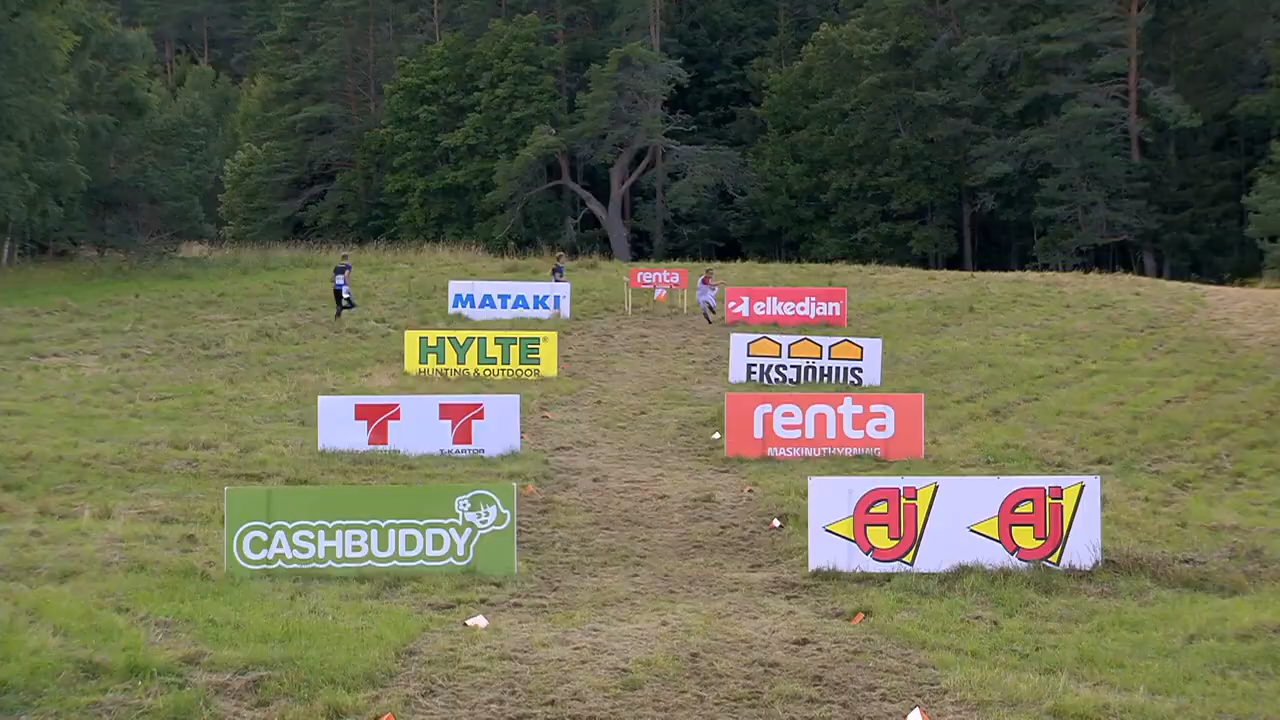 renta
MATAKI
elkedjan
HYLTE®
HUNTING & OUTDOOR
EKSJÖHUS
T T
T-KARTOR
renta
MASKINUTHYRNING
CASHBUDDY
Aj Aj